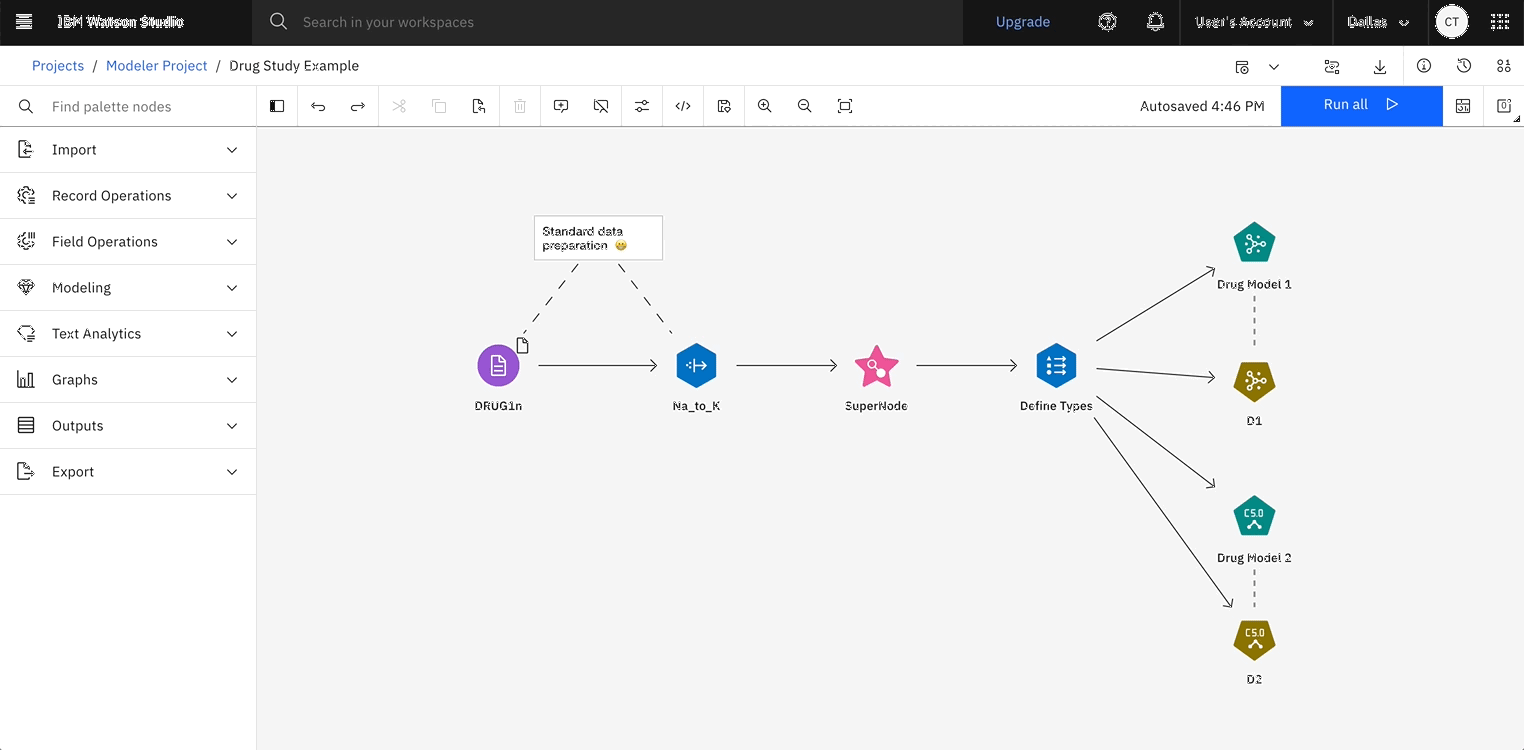 IBM Watson Studio
Search in your workspaces
Upgrade
User's Account
Dallas
CT
Projects / Modeler Project / Drug Study Example
Find palette nodes
Autosaved 4:46 PM
Run all
Import
Record Operations
Field Operations
Modeling
Text Analytics
Graphs
Outputs
Export
Standard data
preparation 😀
DRUG1n
Na_to_K
SuperNode
Define Types
Drug Model 1
D1
C5.0
Drug Model 2
C5.0
D2